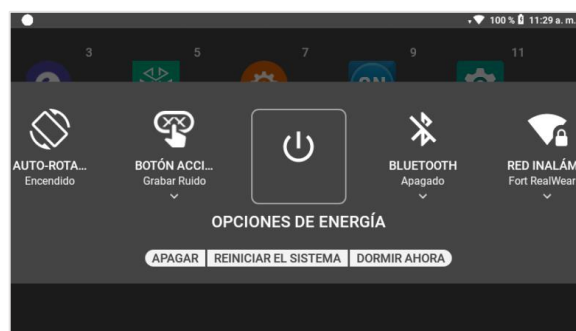 100 % 11:29 a. m.
3 5 7 9 11
ON
AUTO-ROTA... BOTÓN ACCI... BLUETOOTH RED INALÁM
Encendido Grabar Ruido Apagado Fort RealWear
OPCIONES DE ENERGÍA
APAGAR REINICIAR EL SISTEMA DORMIR AHORA